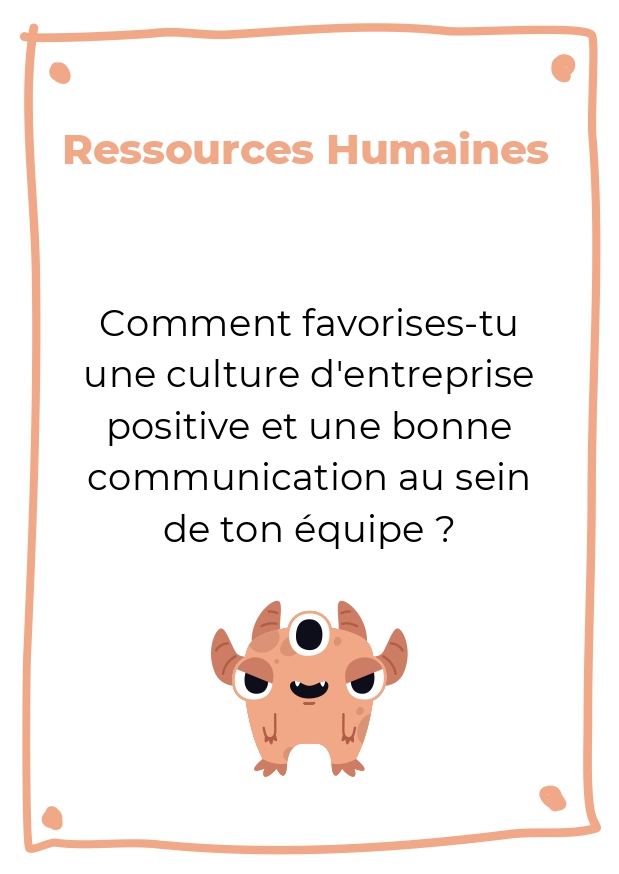 Ressources Humaines
Comment favorises-tu
une culture d'entreprise
positive et une bonne
communication au sein
de ton équipe ?